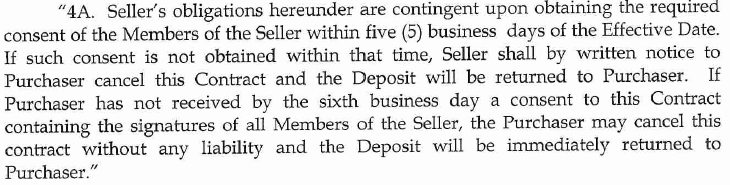 "4A. Seller's obligations hereunder are contingent upon obtaining the required
consent of the Members of the Seller within five (5) business days of the Effective Date.
If such consent is not obtained within that time, Seller shall by written notice to
Purchaser cancel this Contract and the Deposit will be returned to Purchaser. If
Purchaser has not received by the sixth business day a consent to this Contract
containing the signatures of all Members of the Seller, the Purchaser may cancel this
contract without any liability and the Deposit will be immediately returned to
Purchaser."